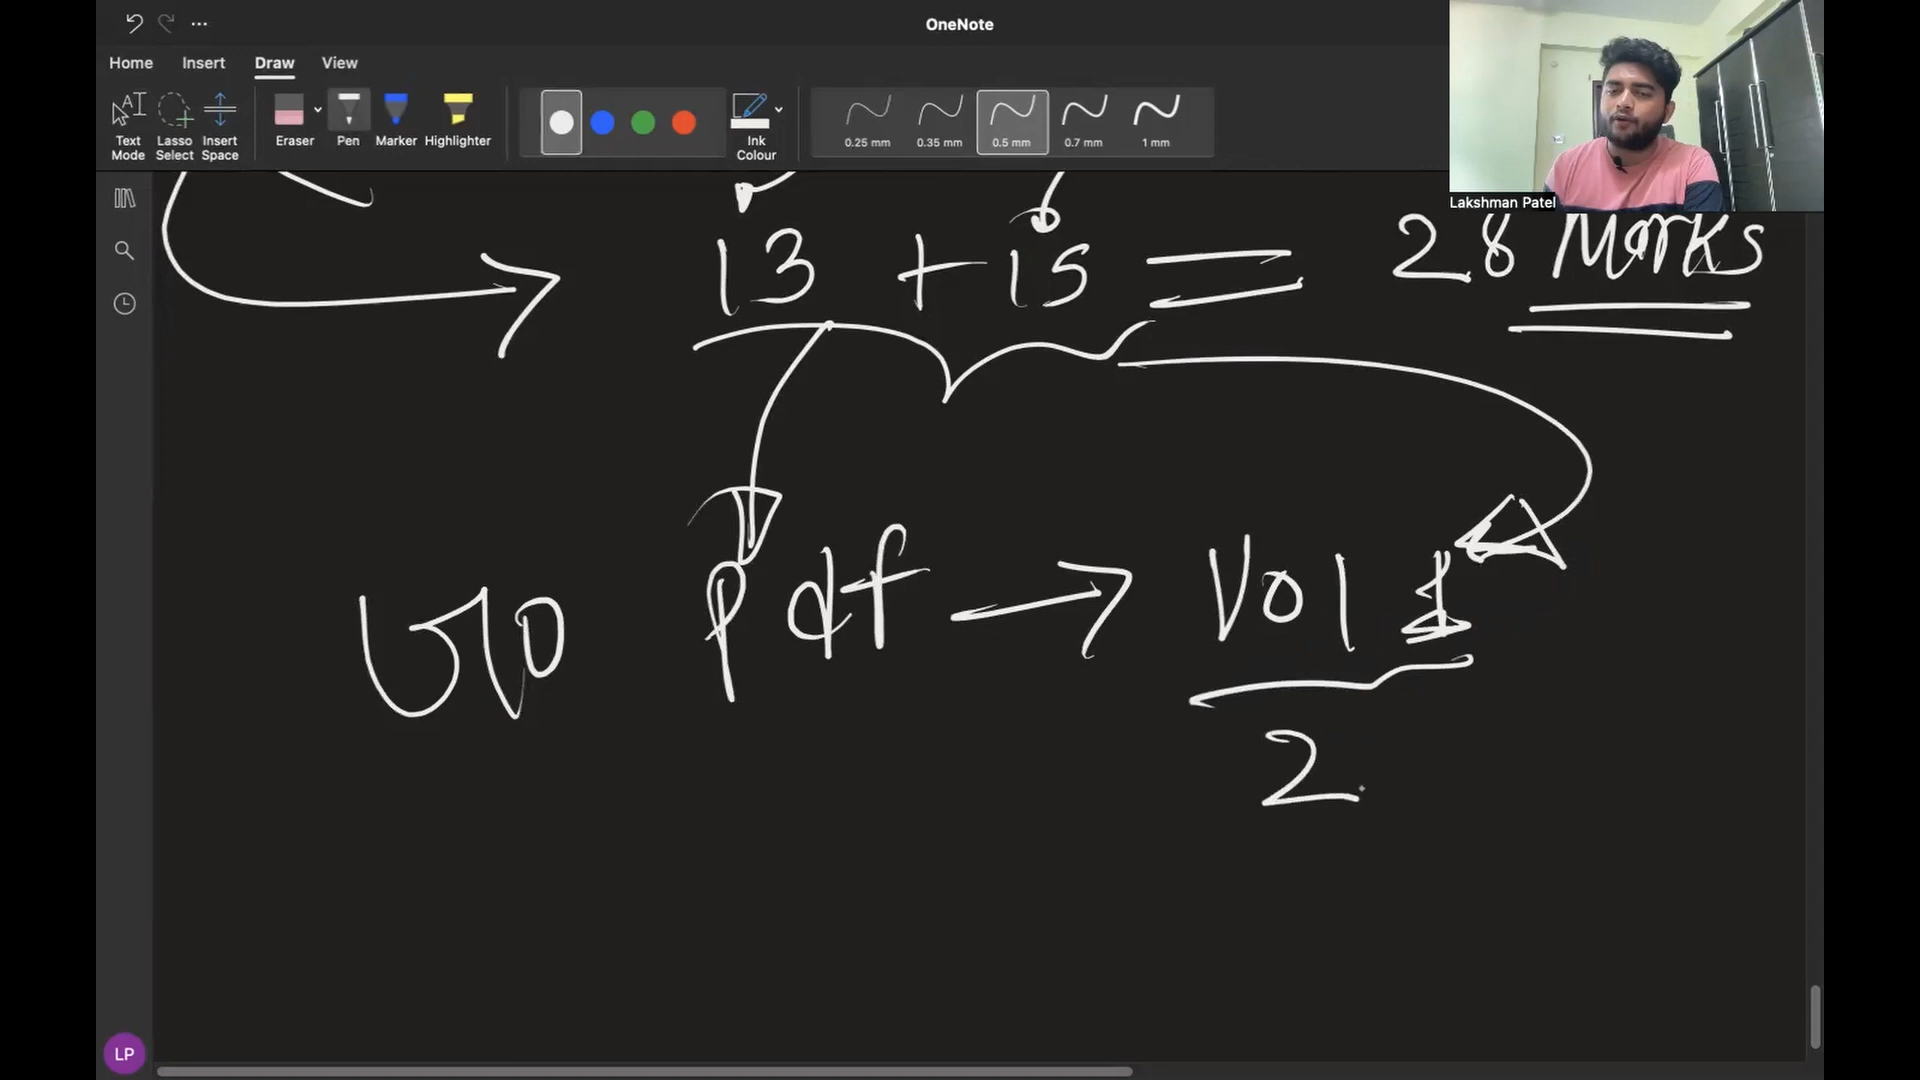 OneNote
Home Insert Draw View
Text Mode
Lasso Select
Insert Space
Eraser
Pen
Marker
Highlighter
Ink Colour
0.25 mm
0.35 mm
0.5 mm
0.7 mm
1 mm
Lakshman Patel
13 + 15 = 28 Marks
pdf → Vol 1
2
LP